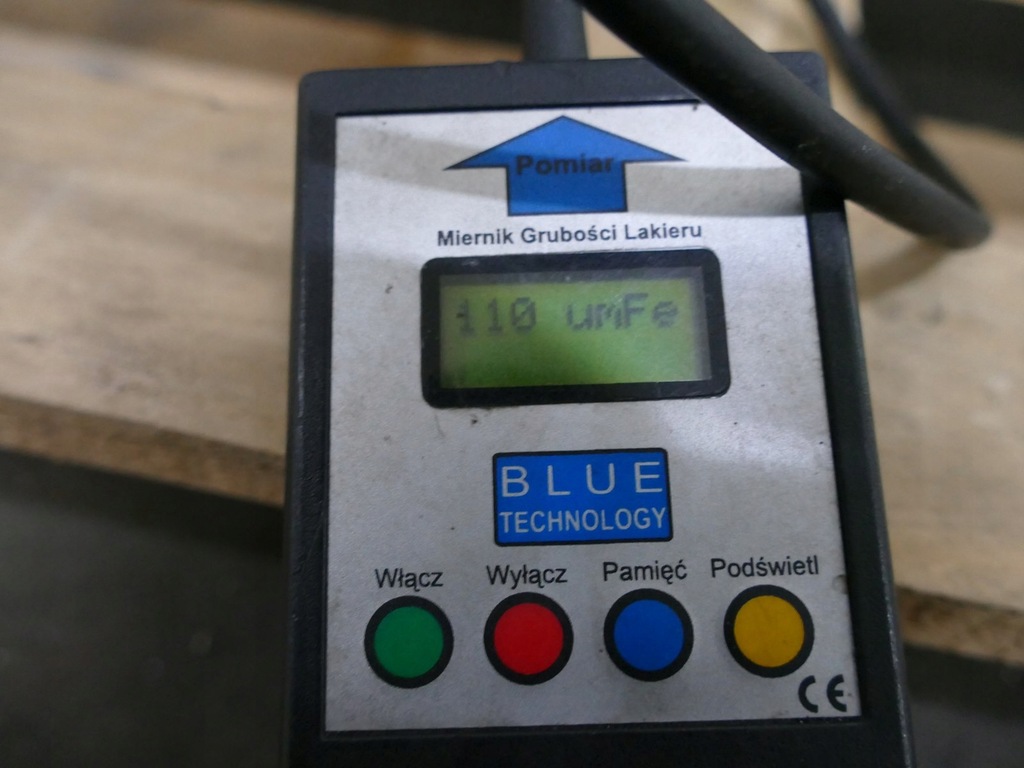 Pomiar
Miernik Grubości Lakieru
110 umFe
BLUE
TECHNOLOGY
Włącz Wyłącz Pamięć Podświetl
CE